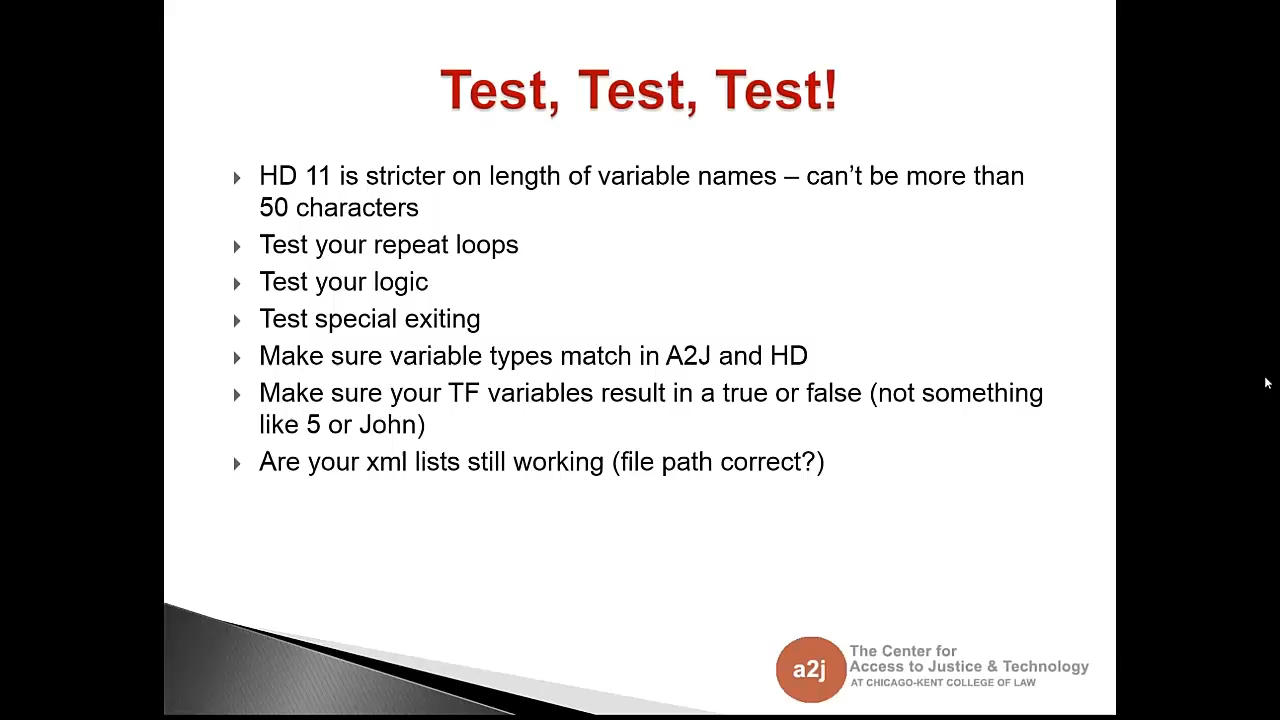 Test, Test, Test!
HD 11 is stricter on length of variable names – can’t be more than
50 characters
Test your repeat loops
Test your logic
Test special exiting
Make sure variable types match in A2J and HD
Make sure your TF variables result in a true or false (not something
like 5 or John)
Are your xml lists still working (file path correct?)
a2j
The Center for
Access to Justice & Technology
AT CHICAGO-KENT COLLEGE OF LAW